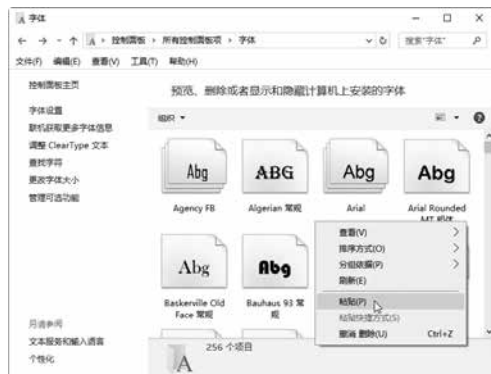 字体
控制面板 › 所有控制面板项 › 字体
搜索"字体"
文件(F) 编辑(E) 查看(V) 工具(T) 帮助(H)
控制面板主页
字体设置
联机获取更多字体信息
调整 ClearType 文本
查找字符
更改字体大小
管理可选功能
另请参阅
文本服务和输入语言
个性化
预览、删除或者显示和隐藏计算机上安装的字体
组织
Abg
ABG
Abg
Abg
Agency FB
Algerian 常规
Arial
Arial Rounded
MT 粗体
Abg
Abg
Baskerville Old
Face 常规
Bauhaus 93 常
规
查看(V)
排序方式(O)
分组依据(P)
刷新(E)
粘贴(P)
粘贴快捷方式(S)
撤消 删除(U) Ctrl+Z
256 个项目